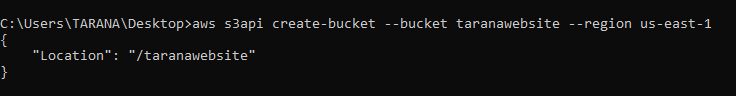 C:\Users\TARANA\Desktop>aws s3api create-bucket --bucket taranawebsite --region us-east-1
{
    "Location": "/taranawebsite"
}